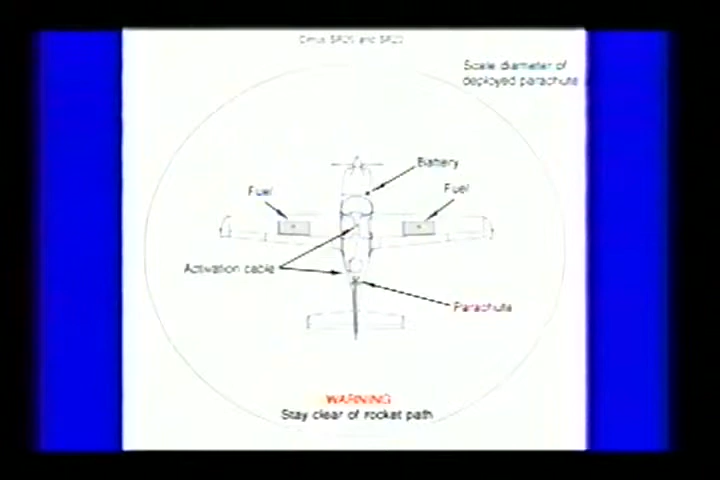 Cirrus SR20 and SR22
Scale diameter of
deployed parachute
Battery
Fuel
Fuel
Activation cable
Parachute
WARNING
Stay clear of rocket path